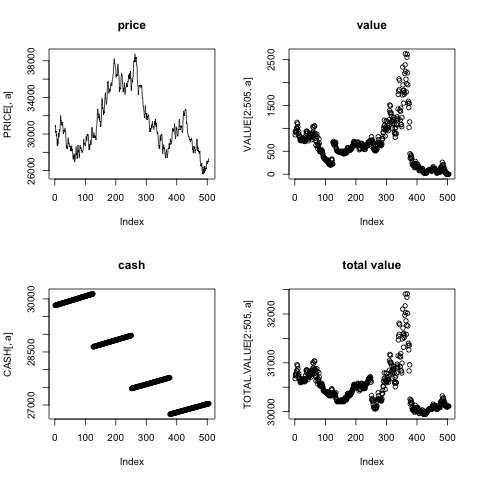 price
PRICE[, a]
26000 30000 34000 38000
0 100 200 300 400 500
Index
value
VALUE[2:505, a]
0 500 1500 2500
0 100 200 300 400 500
Index
cash
CASH[, a]
27000 28500 30000
0 100 200 300 400 500
Index
total value
TOTAL.VALUE[2:505, a]
30000 31000 32000
0 100 200 300 400 500
Index